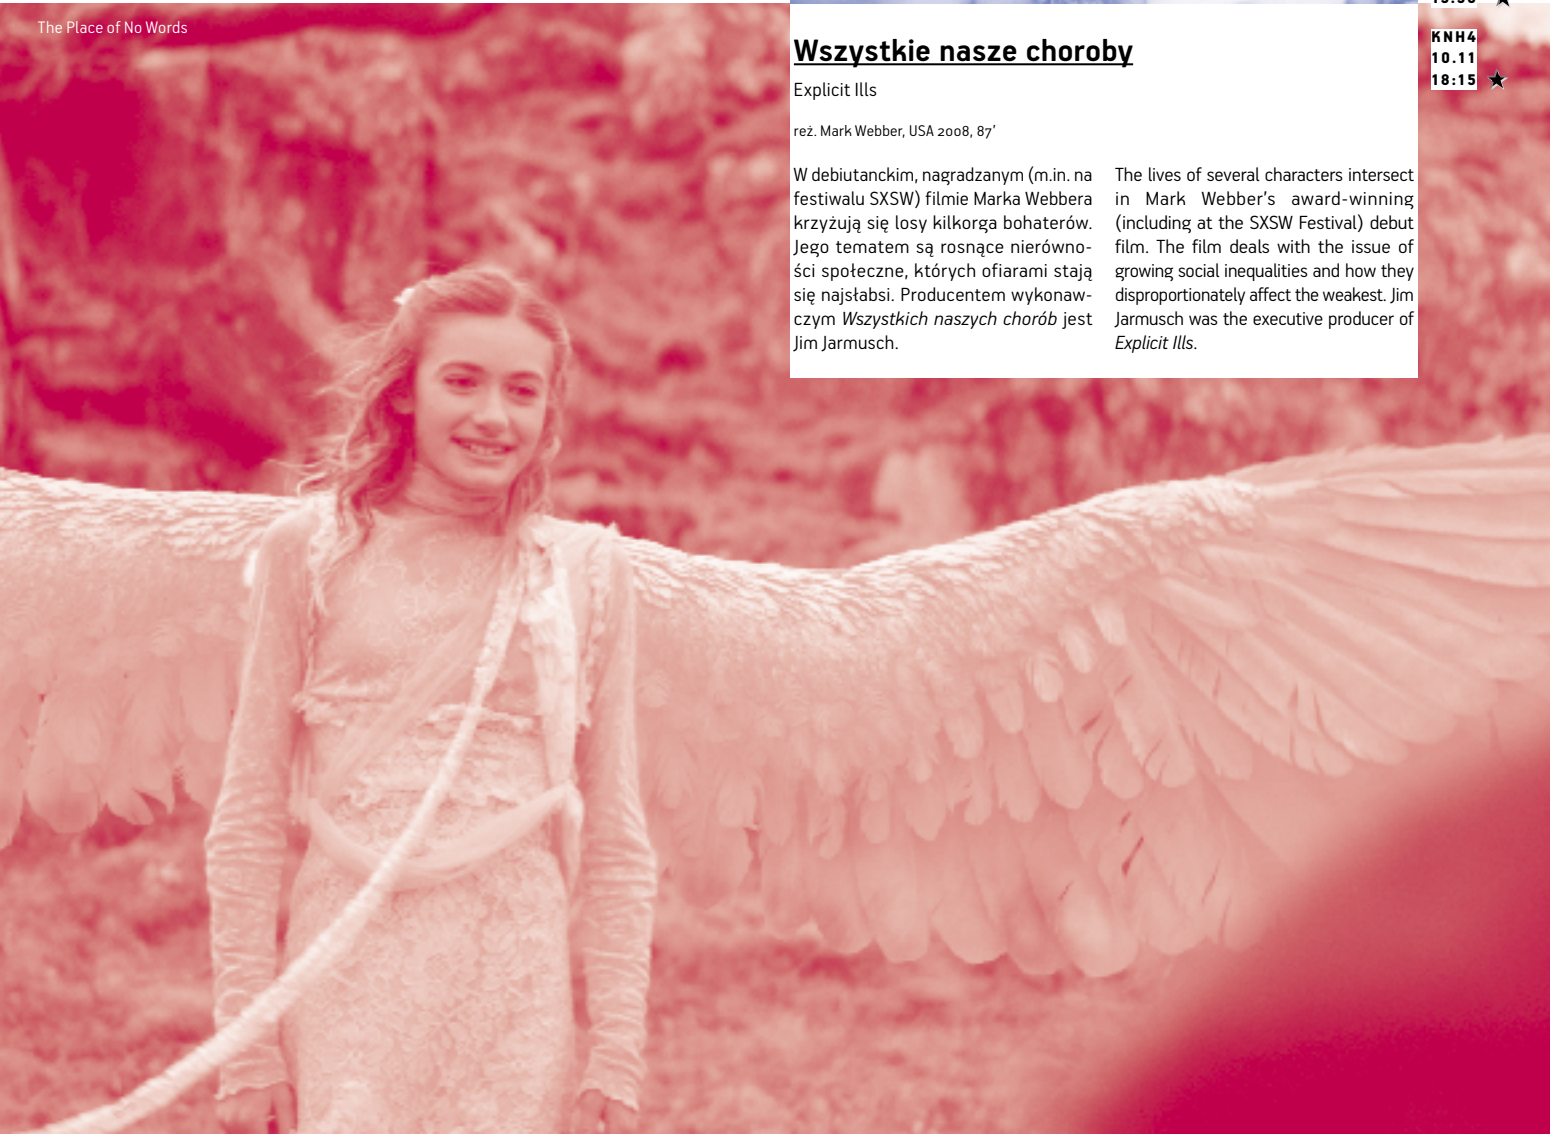 The Place of No Words
Wszystkie nasze choroby
Explicit Ills
reż. Mark Webber, USA 2008, 87’
W debiutanckim, nagradzanym (m.in. na
festiwalu SXSW) filmie Marka Webbera
krzyżują się losy kilkorga bohaterów.
Jego tematem są rosnące nierówno-
ści społeczne, których ofiarami stają
się najsłabsi. Producentem wykonaw-
czym Wszystkich naszych chorób jest
Jim Jarmusch.
The lives of several characters intersect
in Mark Webber’s award-winning
(including at the SXSW Festival) debut
film. The film deals with the issue of
growing social inequalities and how they
disproportionately affect the weakest. Jim
Jarmusch was the executive producer of
Explicit Ills.
KNH4
10.11
18:15 ★